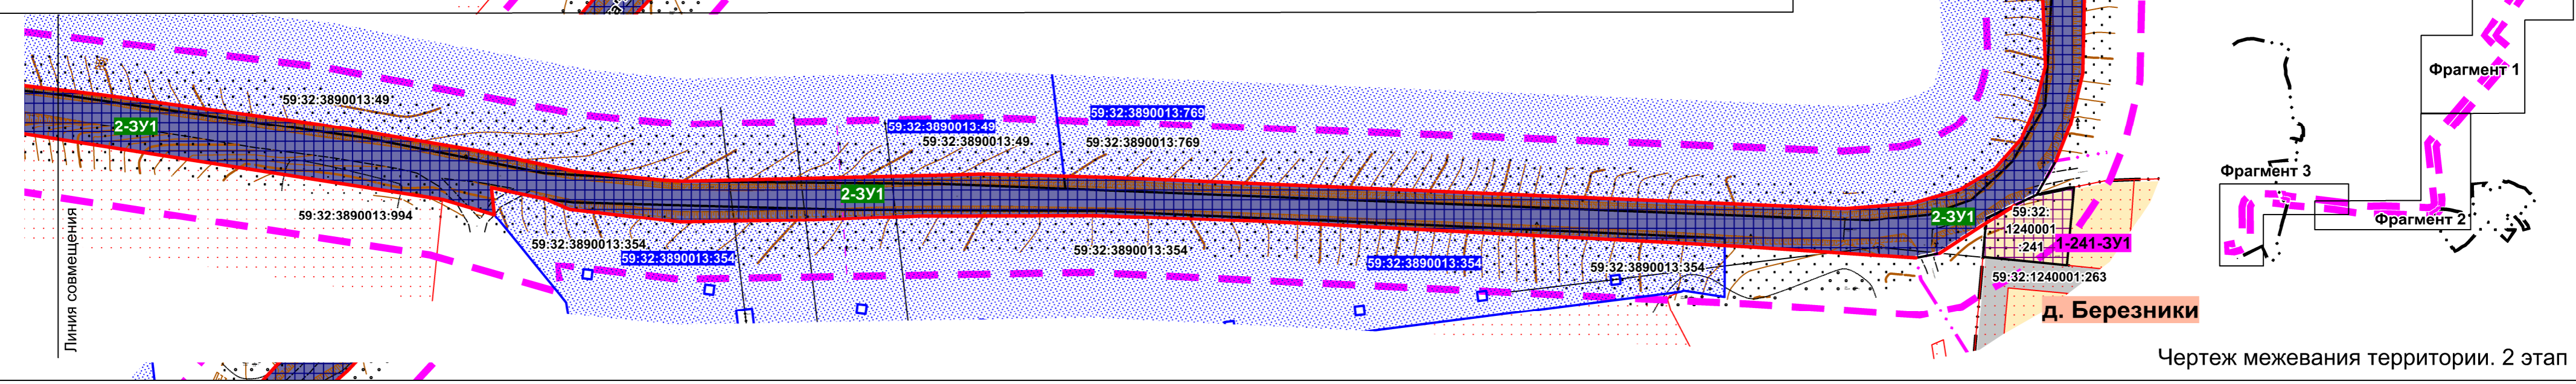 59:32:3890013:49
2-ЗУ1
59:32:3890013:994
Линия совмещения
59:32:3890013:49
59:32:3890013:49
59:32:3890013:769
59:32:3890013:769
2-ЗУ1
59:32:3890013:354
59:32:3890013:354
59:32:3890013:354
59:32:3890013:354
59:32:3890013:354
2-ЗУ1
59:32:
1240001
:241
1-241-ЗУ1
59:32:1240001:263
д. Березники
Фрагмент 1
Фрагмент 3
Фрагмент 2
Чертеж межевания территории. 2 этап